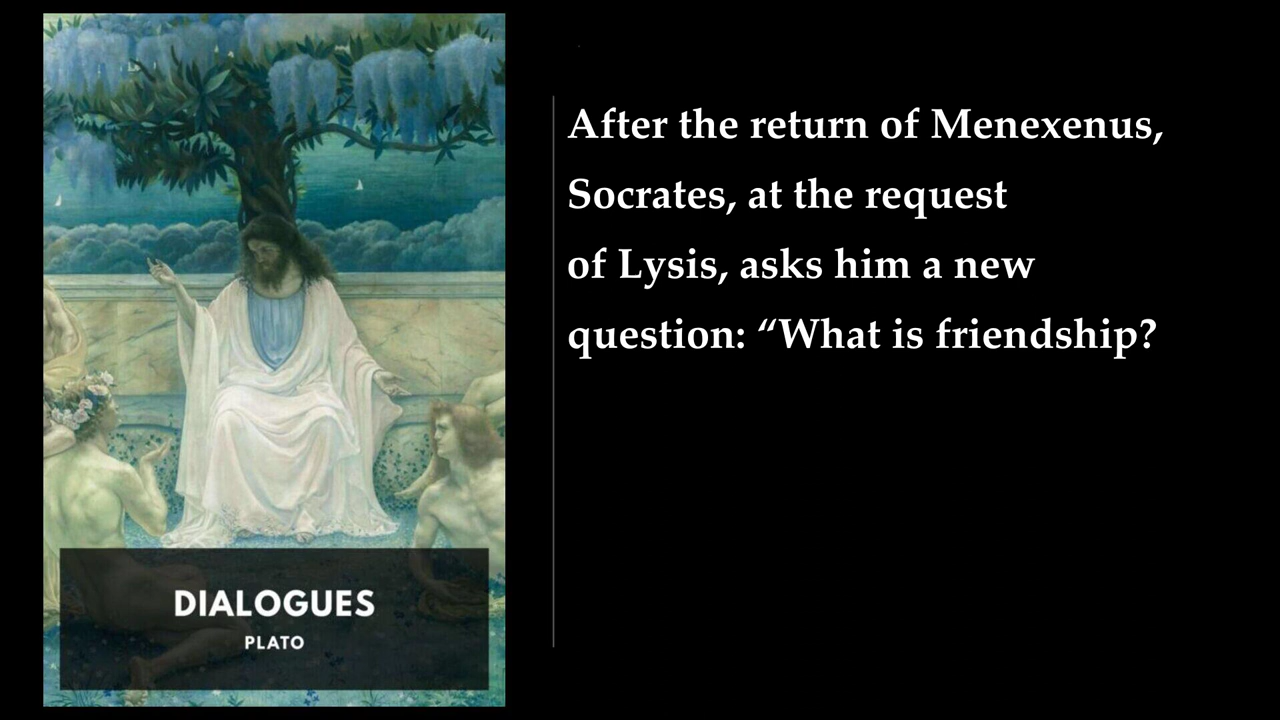 After the return of Menexenus,
Socrates, at the request
of Lysis, asks him a new
question: “What is friendship?
DIALOGUES
PLATO